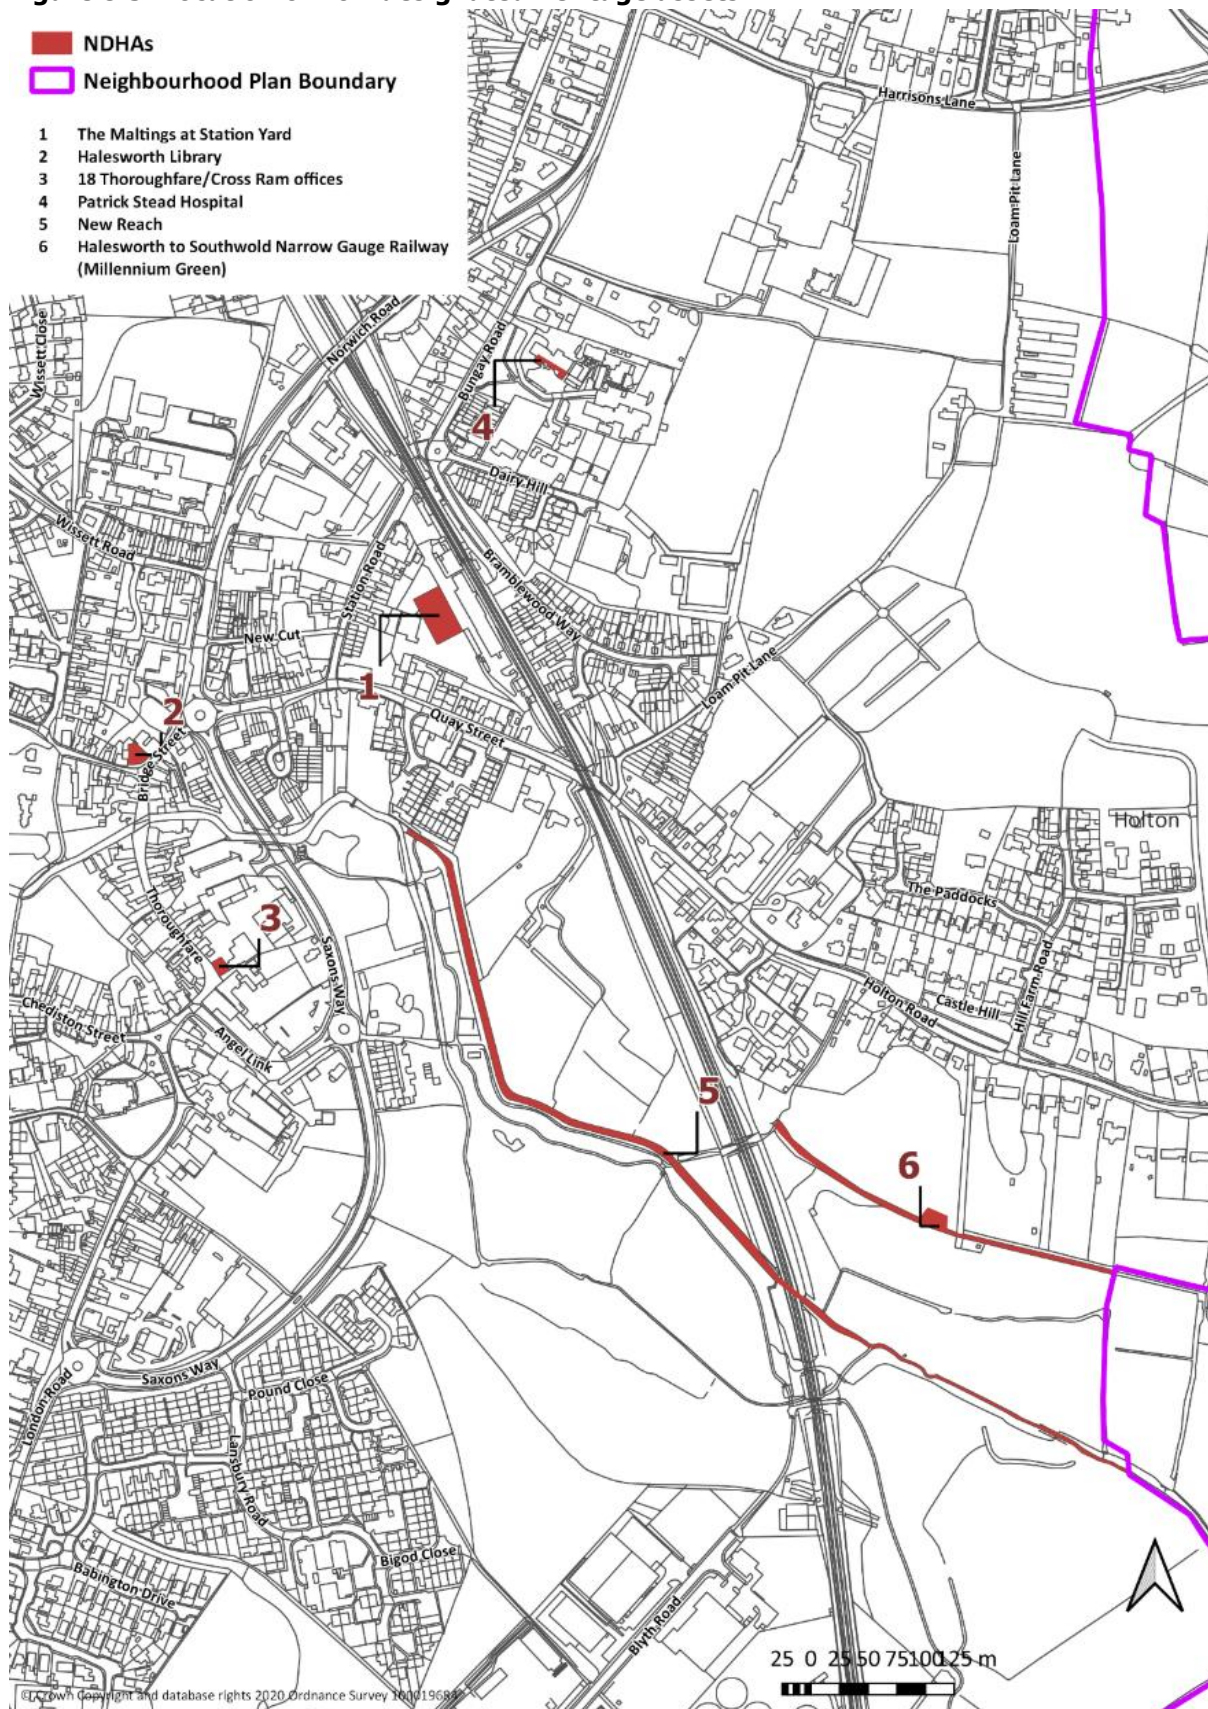 NDHAs
Neighbourhood Plan Boundary
1 The Maltings at Station Yard
2 Halesworth Library
3 18 Thoroughfare/Cross Ram offices
4 Patrick Stead Hospital
5 New Reach
6 Halesworth to Southwold Narrow Gauge Railway
(Millennium Green)
Harrisons Lane
Loam Pit Lane
Wissett Close
Norwich Road
Bungay Road
4
Dairy Hill
Wissett Road
Station Road
Bramblewood Way
New Cut
1
Loam Pit Lane
2
Quay Street
Bridge Street
Holton
The Paddocks
Thoroughfare
3
Saxons Way
Chediston Street
Angel Link
Holton Road
Castle Hill
Hill Farm Road
5
6
Saxons Way
Pound Close
London Road
Lansbury Road
Bigod Close
Babington Drive
Blyth Road
25 0 25 50 75 100 125 m
© Crown Copyright and database rights 2020 Ordnance Survey